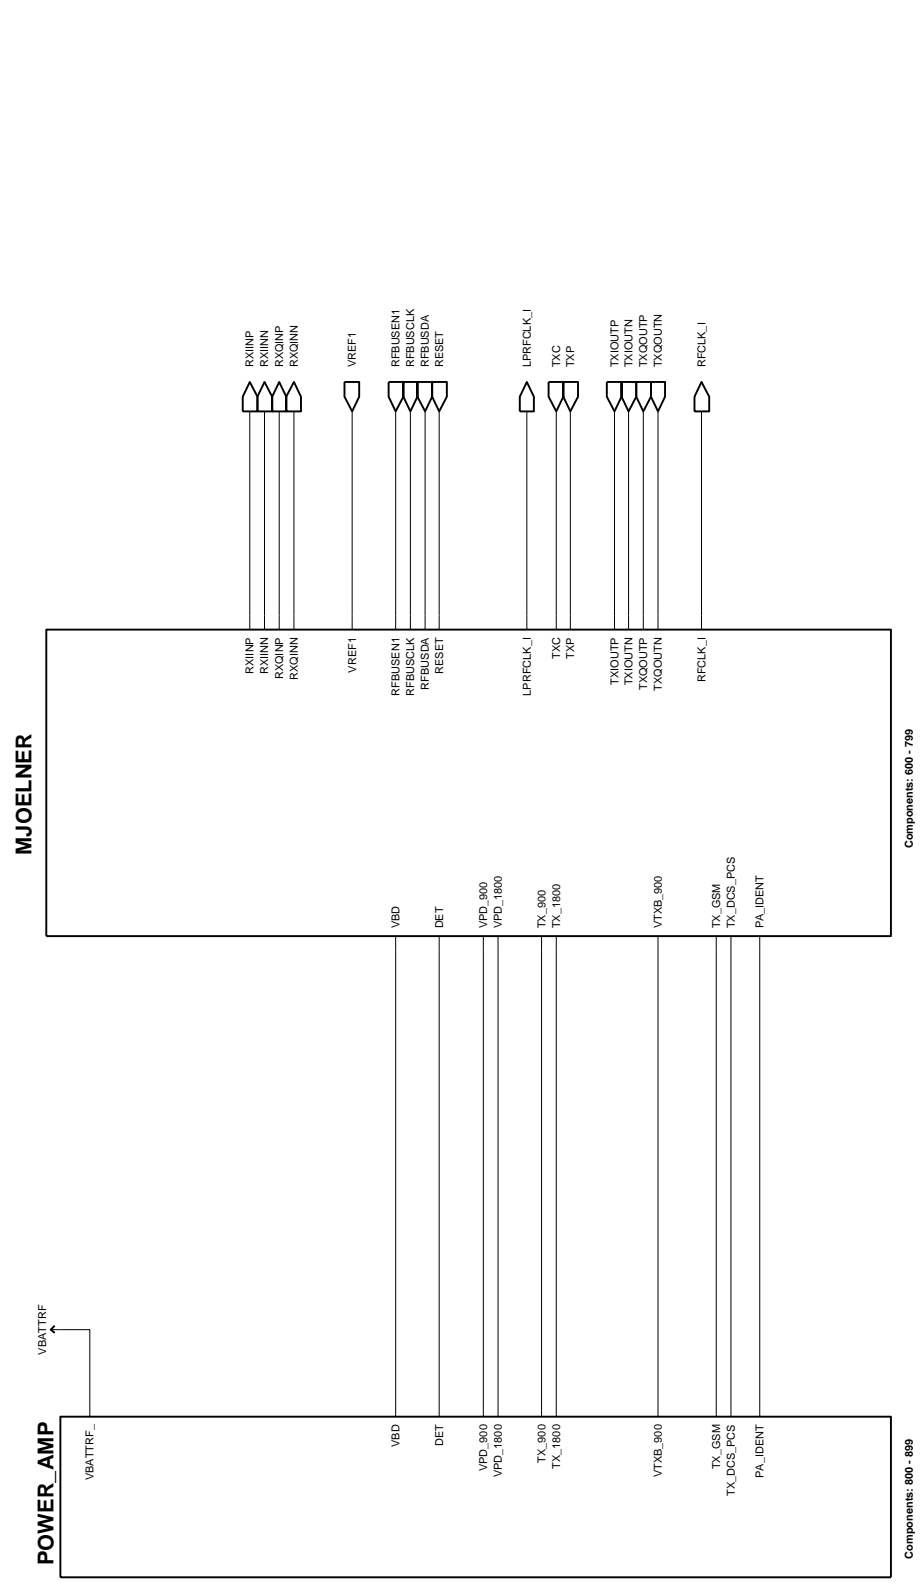 POWER_AMP
VBATTRF_
VBATTRF
VBD
DET
VPD_900
VPD_1800
TX_900
TX_1800
VTXB_900
TX_GSM
TX_DCS_PCS
PA_IDENT
Components: 800 - 899
MJOELNER
VBD
DET
VPD_900
VPD_1800
TX_900
TX_1800
VTXB_900
TX_GSM
TX_DCS_PCS
PA_IDENT
RXIINP
RXIINN
RXQINP
RXQINN
VREF1
RFBUSEN1
RFBUSCLK
RFBUSDA
RESET
LPRFCLK_I
TXC
TXP
TXIOUTP
TXIOUTN
TXQOUTP
TXQOUTN
RFCLK_I
Components: 600 - 799
RXIINP
RXIINN
RXQINP
RXQINN
VREF1
RFBUSEN1
RFBUSCLK
RFBUSDA
RESET
LPRFCLK_I
TXC
TXP
TXIOUTP
TXIOUTN
TXQOUTP
TXQOUTN
RFCLK_I